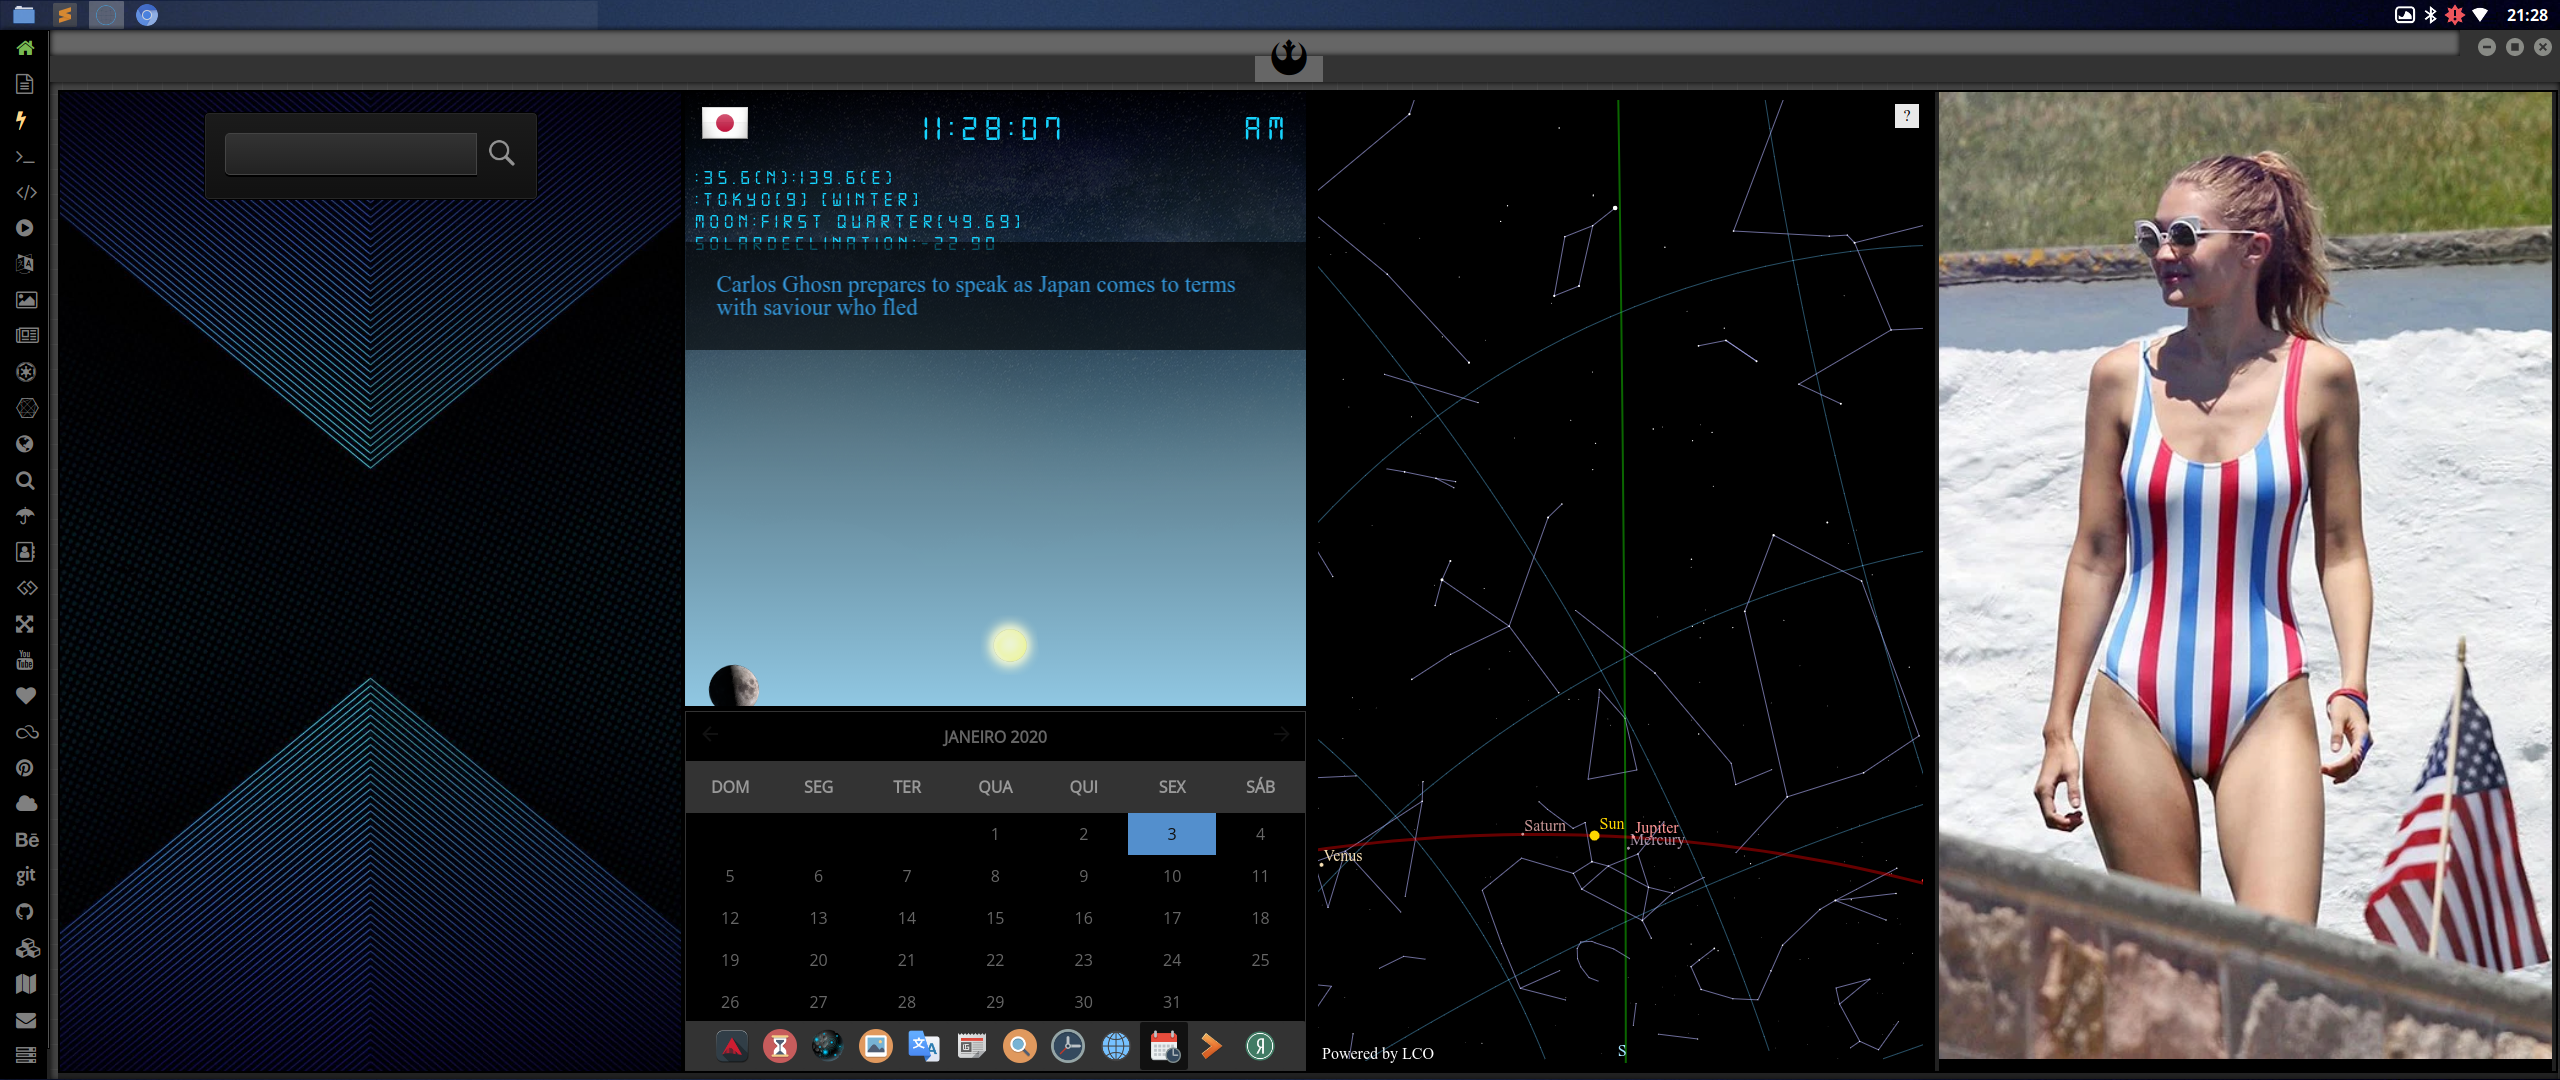 21:28
You
Tube
Bē
git
11:28:07 AM
:35.6(N):139.6(E)
:TOKYO(9) (WINTER)
MOON:FIRST QUARTER(49.69)
SOLARDECLINATION:-22.90
Carlos Ghosn prepares to speak as Japan comes to terms
with saviour who fled
JANEIRO 2020
DOM SEG TER QUA QUI SEX SÁB
1 2 3 4
5 6 7 8 9 10 11
12 13 14 15 16 17 18
19 20 21 22 23 24 25
26 27 28 29 30 31
文 A
Я
?
Saturn
Sun
Jupiter
Mercury
Venus
S
Powered by LCO